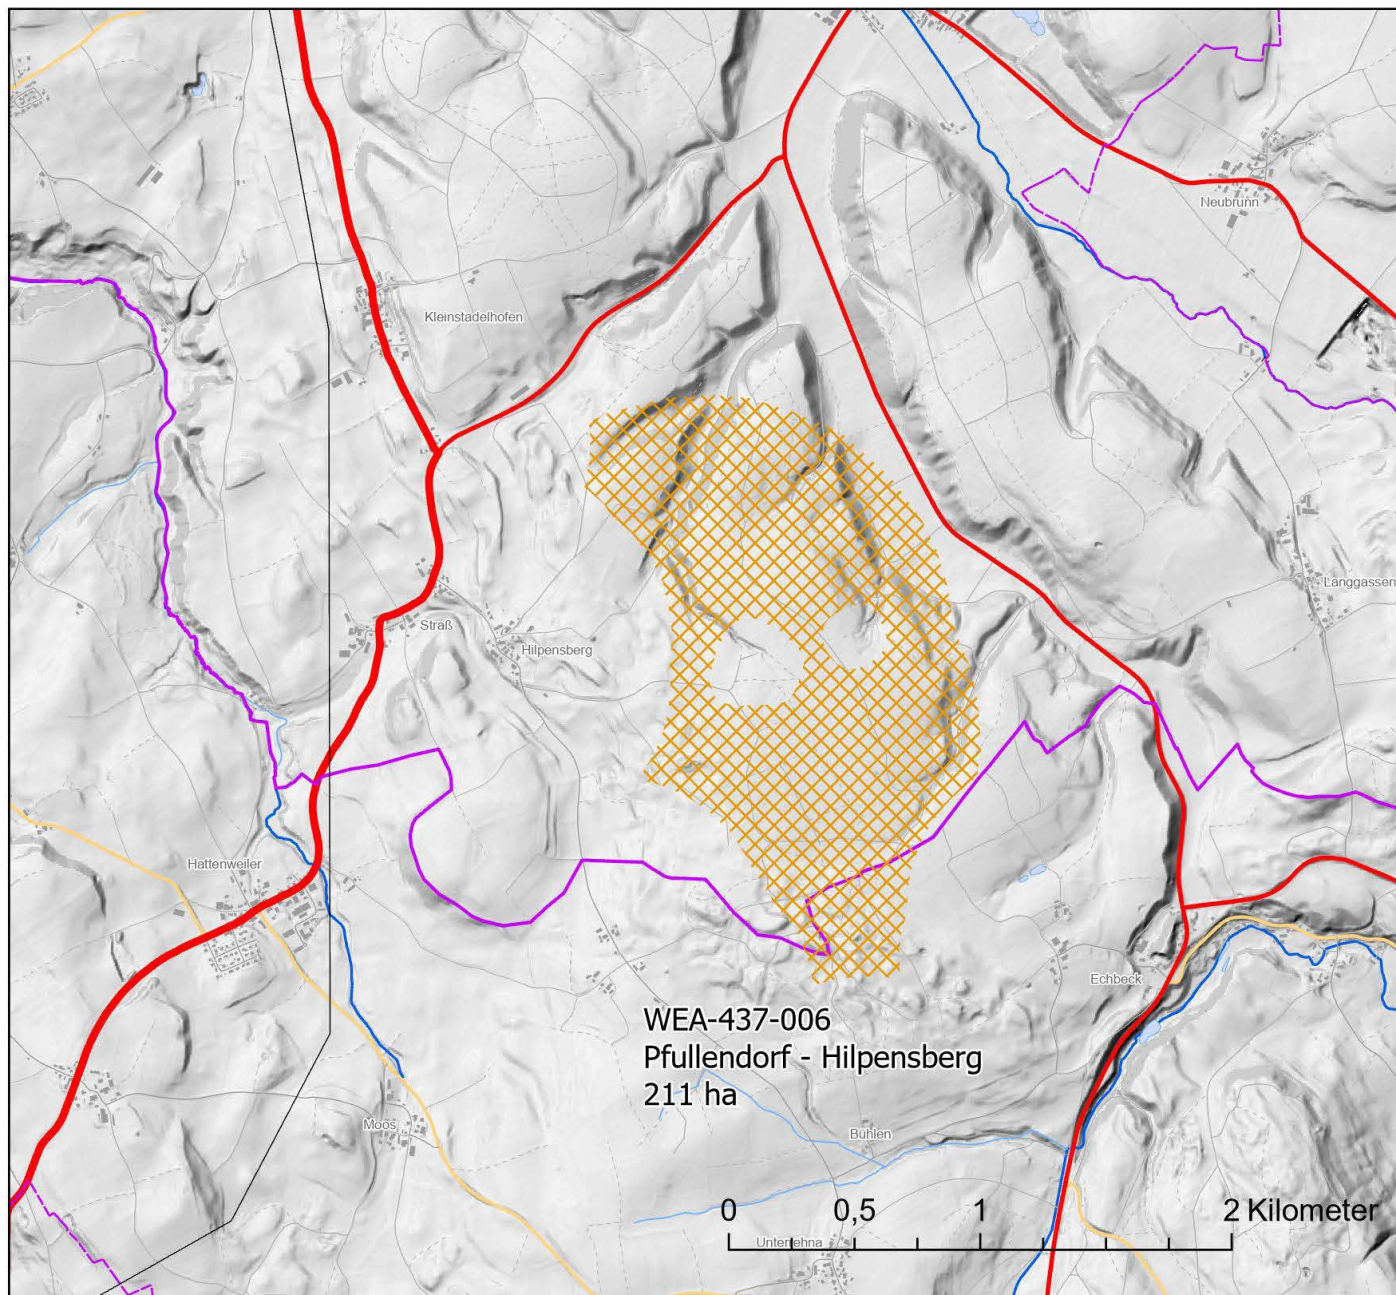 Neubrunn
Kleinstadelhofen
Langgassen
Straß
Hilpensberg
Hattenweiler
Echbeck
WEA-437-006
Pfullendorf - Hilpensberg
211 ha
Moos
Bühlen
0 0,5 1 2 Kilometer